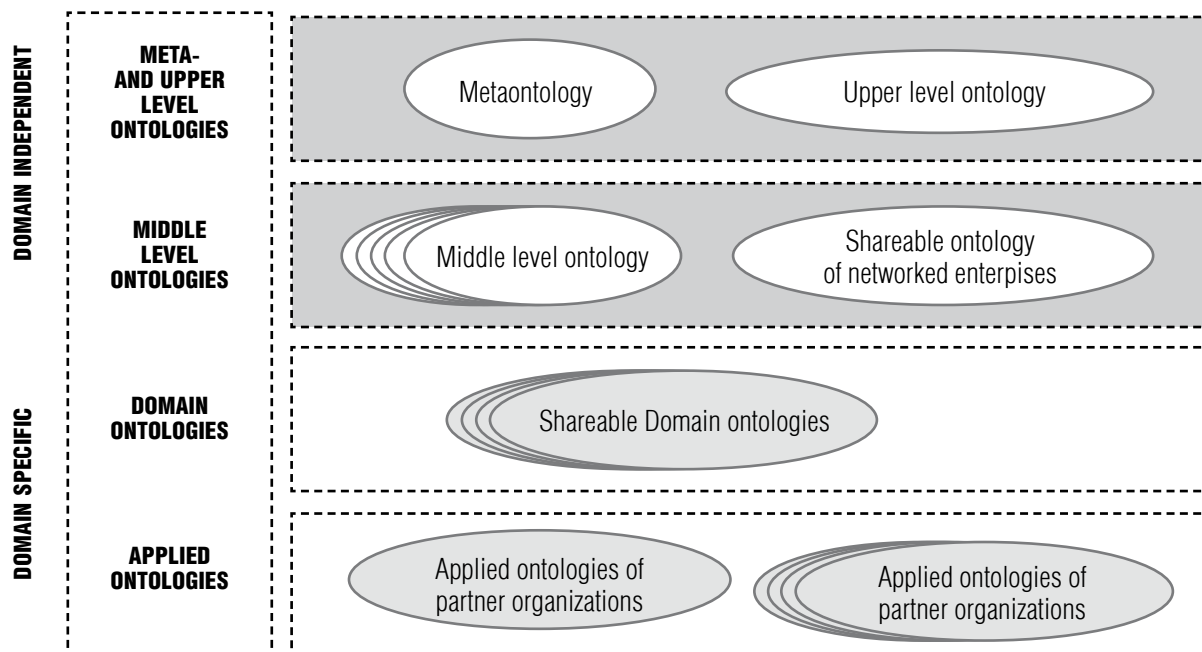 DOMAIN INDEPENDENT
META-
AND UPPER
LEVEL
ONTOLOGIES
Metaontology
Upper level ontology
MIDDLE
LEVEL
ONTOLOGIES
Middle level ontology
Shareable ontology
of networked enterpises
DOMAIN SPECIFIC
DOMAIN
ONTOLOGIES
Shareable Domain ontologies
APPLIED
ONTOLOGIES
Applied ontologies of
partner organizations
Applied ontologies of
partner organizations